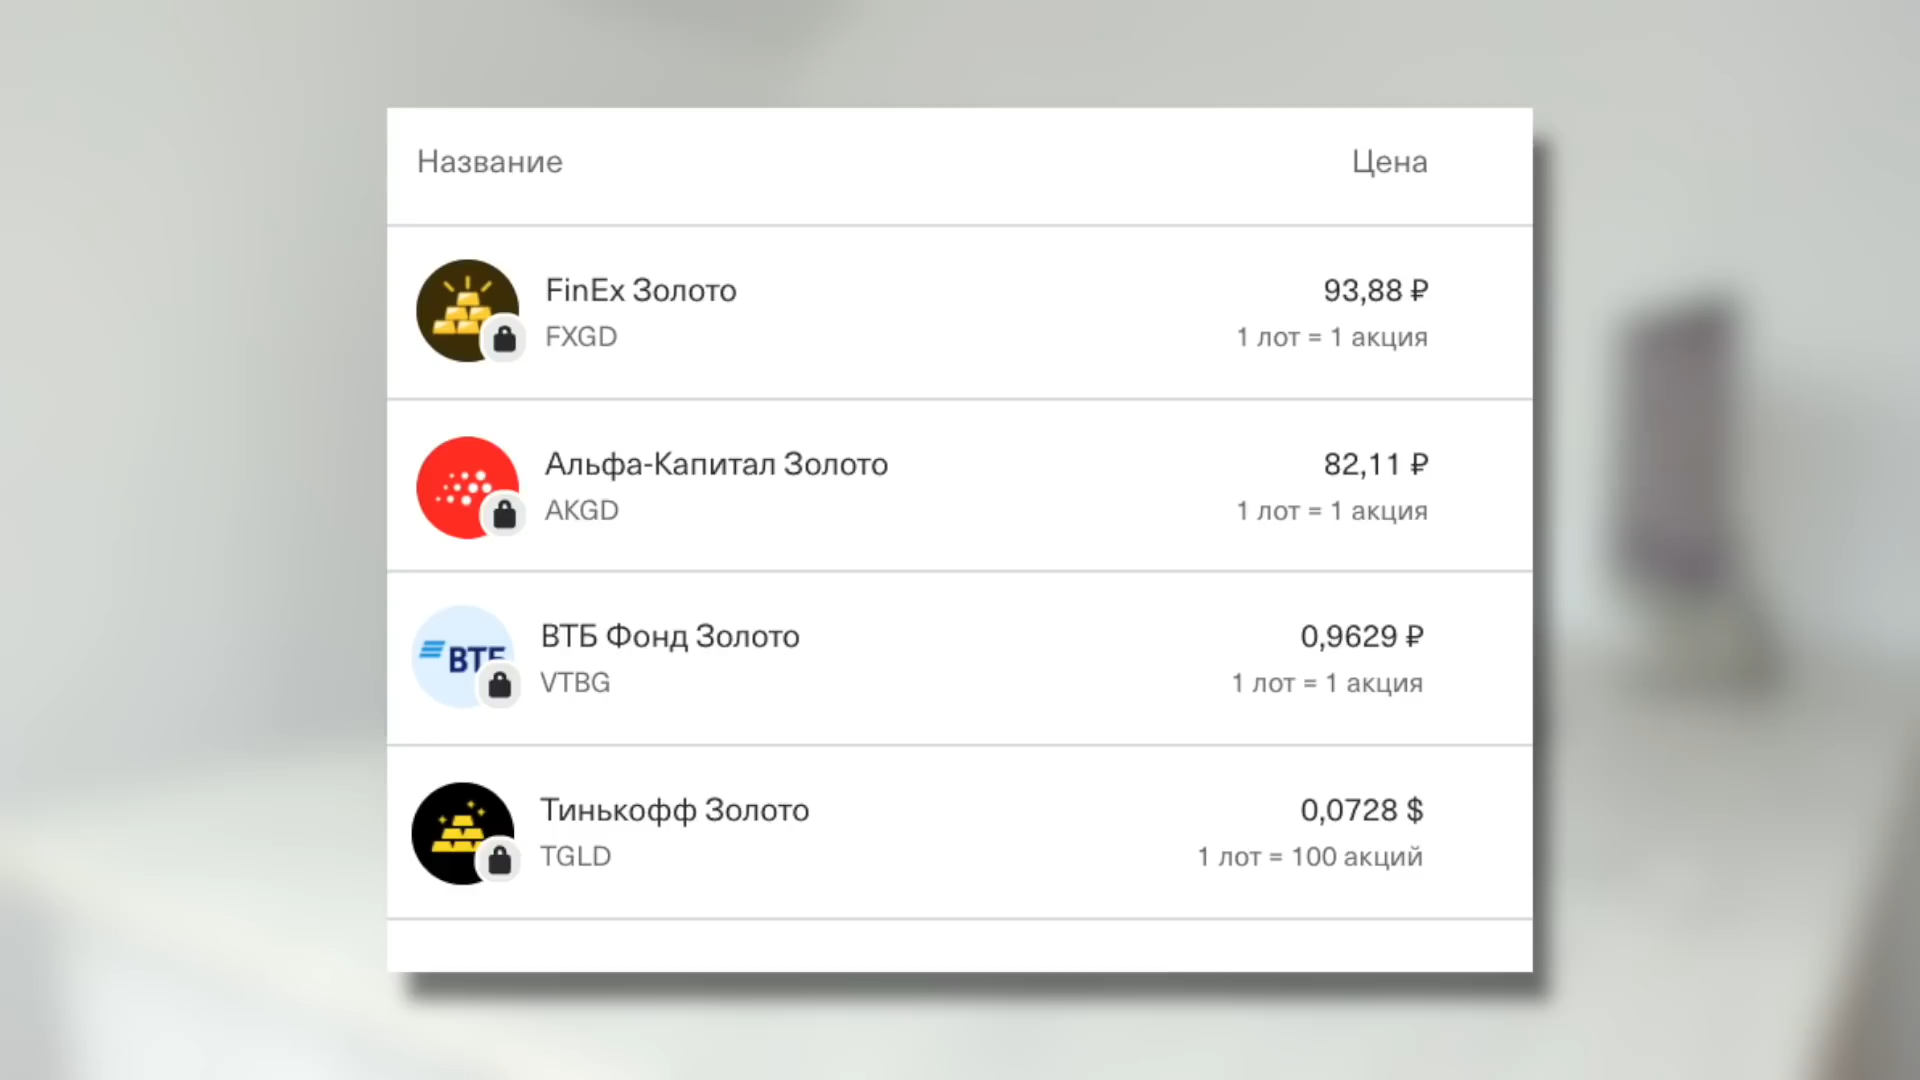 Название Цена
FinEx Золото 93,88 ₽
FXGD 1 лот = 1 акция
Альфа-Капитал Золото 82,11 ₽
AKGD 1 лот = 1 акция
ВТБ Фонд Золото 0,9629 ₽
ВТБ
VTBG 1 лот = 1 акция
Тинькофф Золото 0,0728 $
TGLD 1 лот = 100 акций